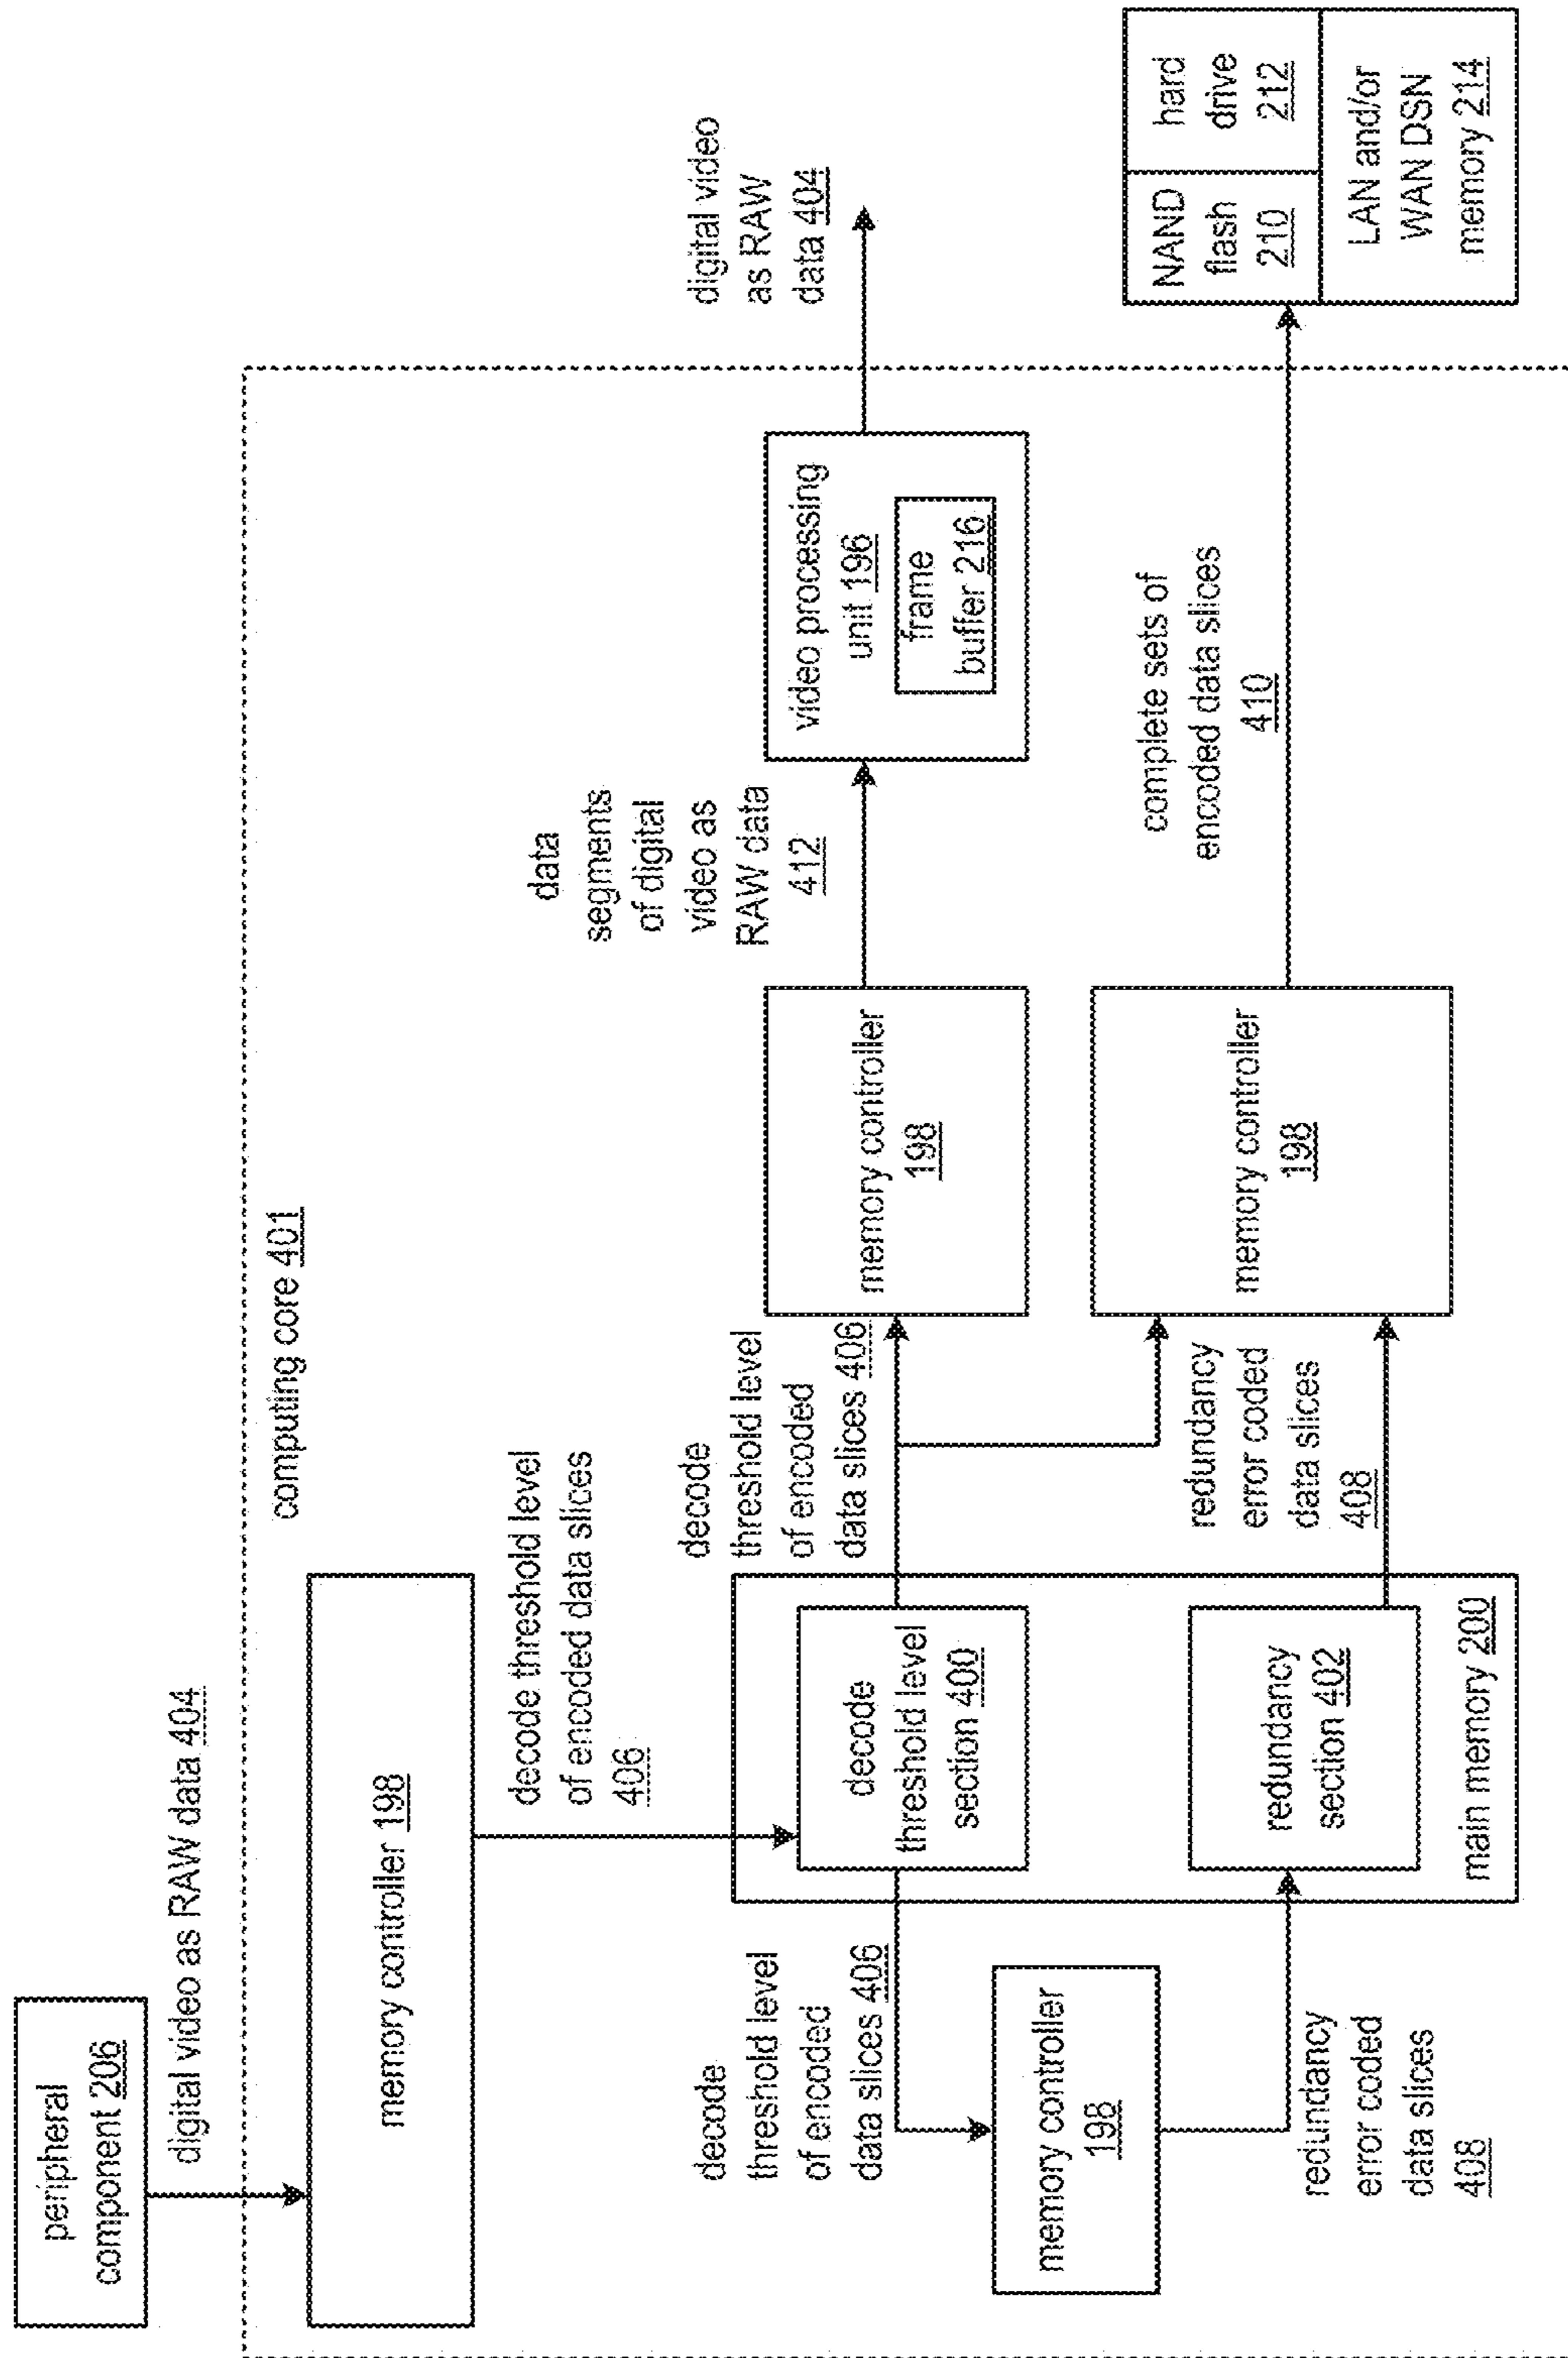 peripheral
component 206
digital video as RAW data 404
computing core 401
memory controller 198
decode threshold level
of encoded data slices
406
decode
threshold level
of encoded
data slices 406
memory controller
198
redundancy
error coded
data slices
408
decode
threshold level
section 400
redundancy
section 402
main memory 200
decode
threshold level
of encoded
data slices 406
redundancy
error coded
data slices
408
memory controller
198
memory controller
198
data
segments
of digital
video as
RAW data
412
video processing
unit 196
frame
buffer 216
digital video
as RAW
data 404
complete sets of
encoded data slices
410
NAND
flash
210
hard
drive
212
LAN and/or
WAN DSN
memory 214